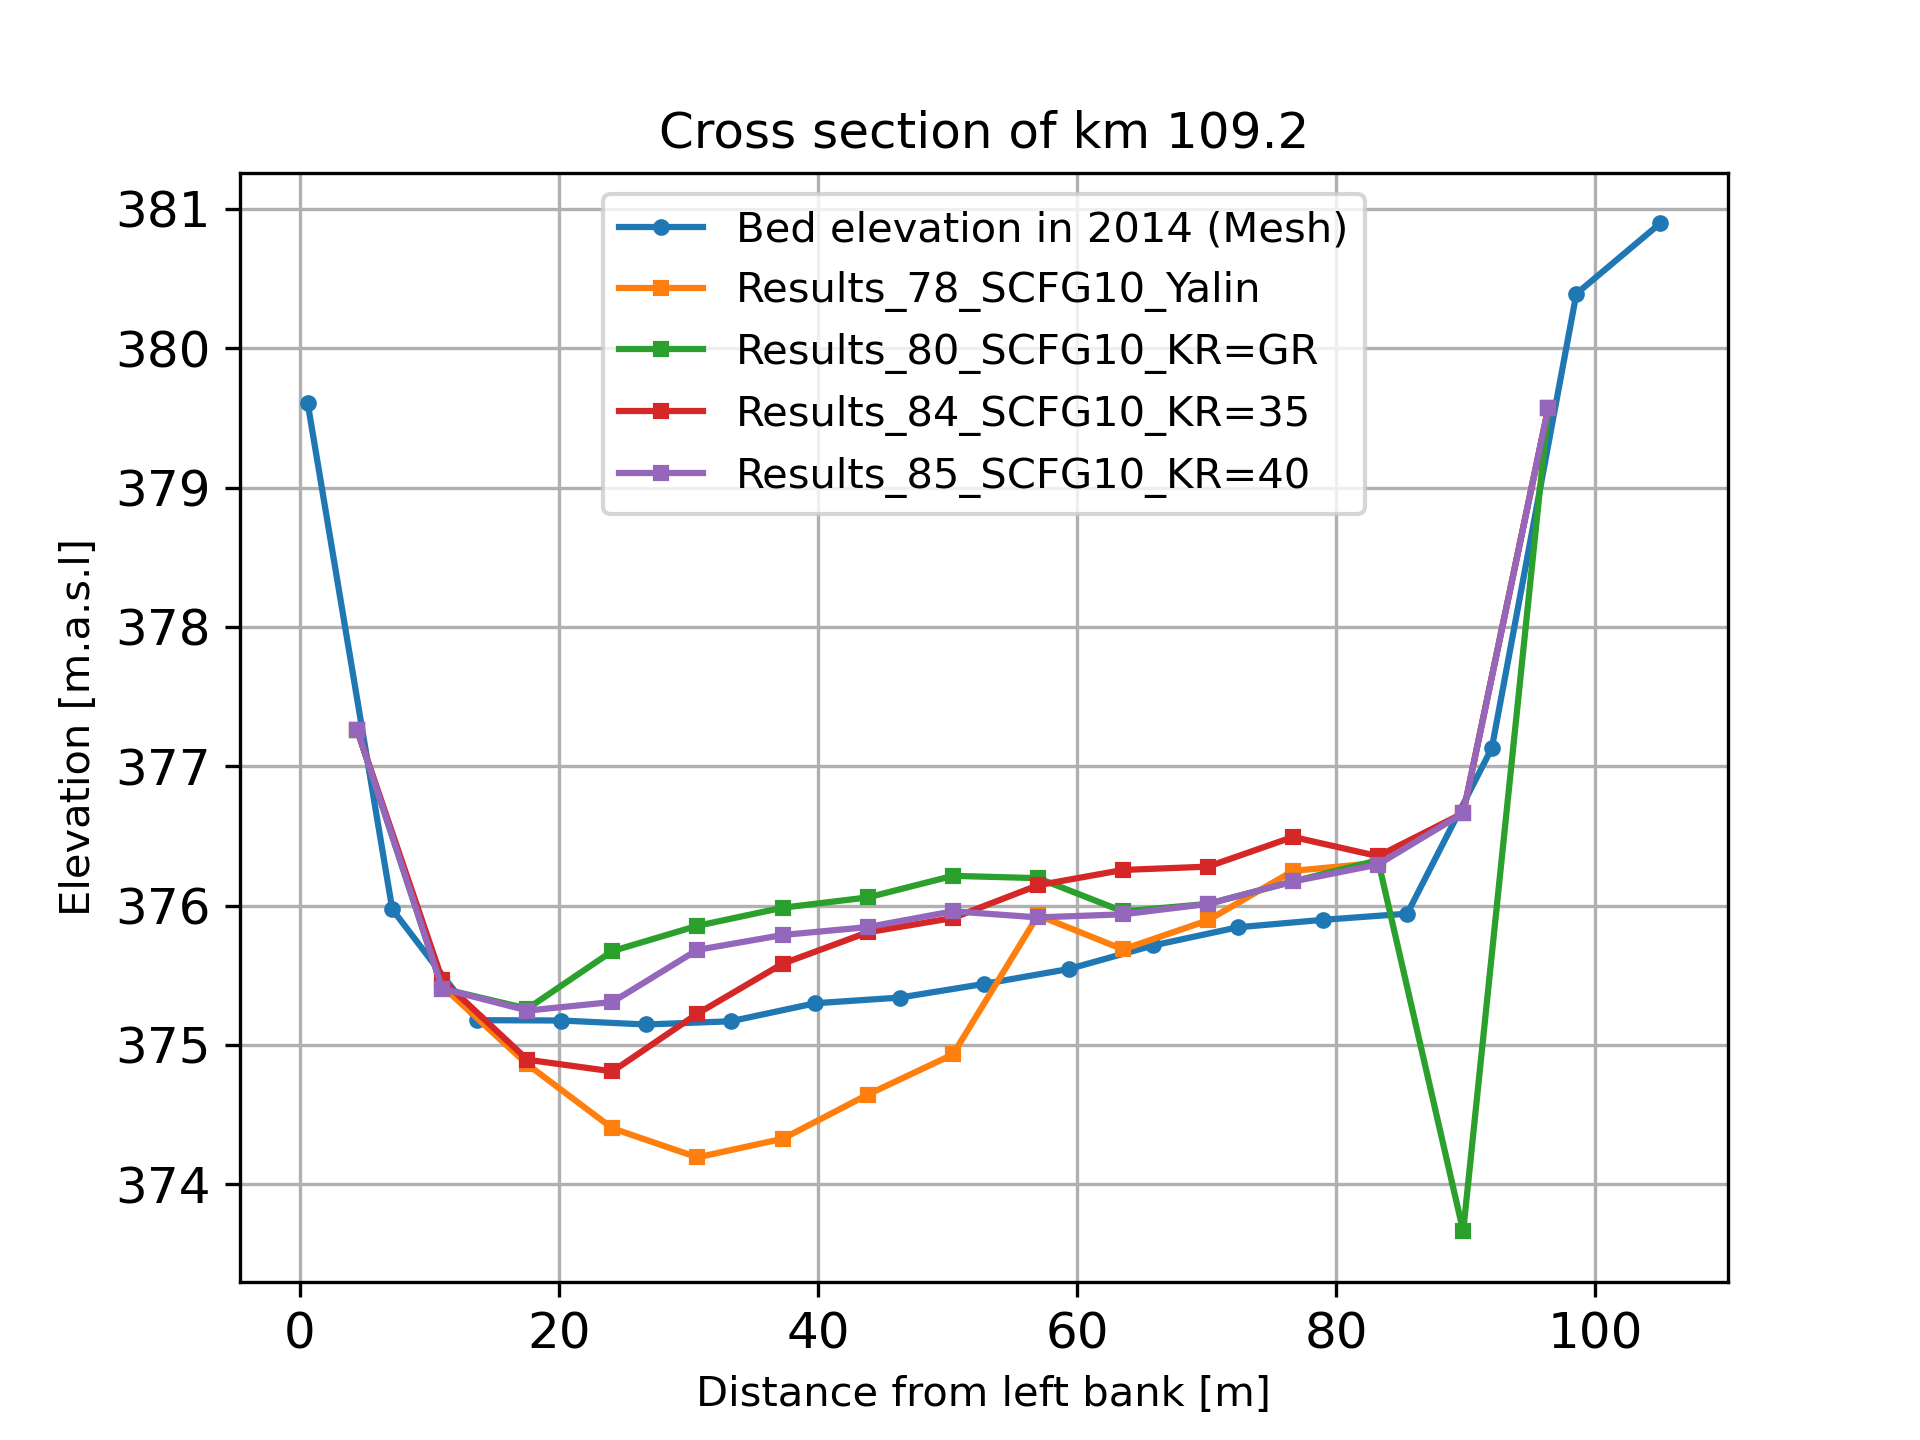 Cross section of km 109.2
381
380
379
378
377
376
375
374
Elevation [m.a.s.l]
Bed elevation in 2014 (Mesh)
Results_78_SCFG10_Yalin
Results_80_SCFG10_KR=GR
Results_84_SCFG10_KR=35
Results_85_SCFG10_KR=40
0 20 40 60 80 100
Distance from left bank [m]